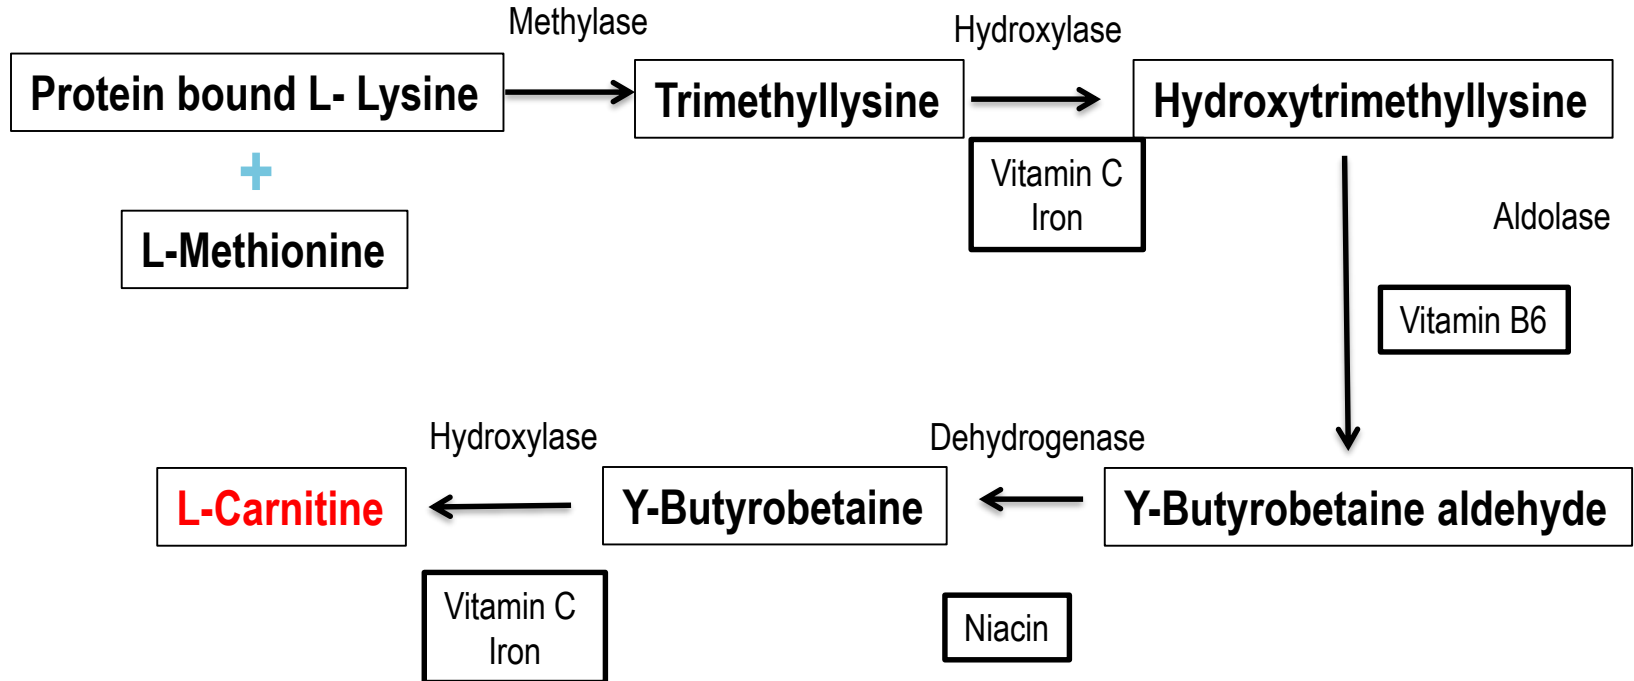 Methylase
Hydroxylase
Protein bound L- Lysine
Trimethyllysine
Hydroxytrimethyllysine
+
Vitamin C
Iron
L-Methionine
Aldolase
Vitamin B6
Hydroxylase
Dehydrogenase
L-Carnitine
Y-Butyrobetaine
Y-Butyrobetaine aldehyde
Vitamin C
Iron
Niacin